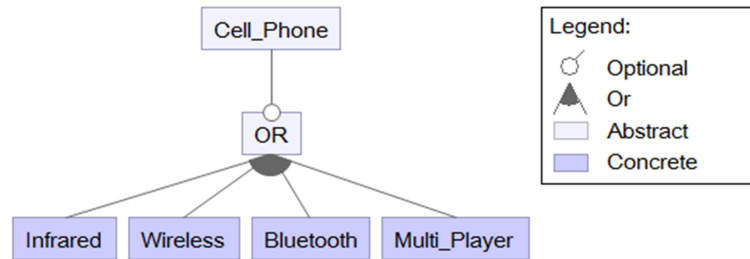 Cell_Phone
OR
Infrared
Wireless
Bluetooth
Multi_Player
Legend:
Optional
Or
Abstract
Concrete